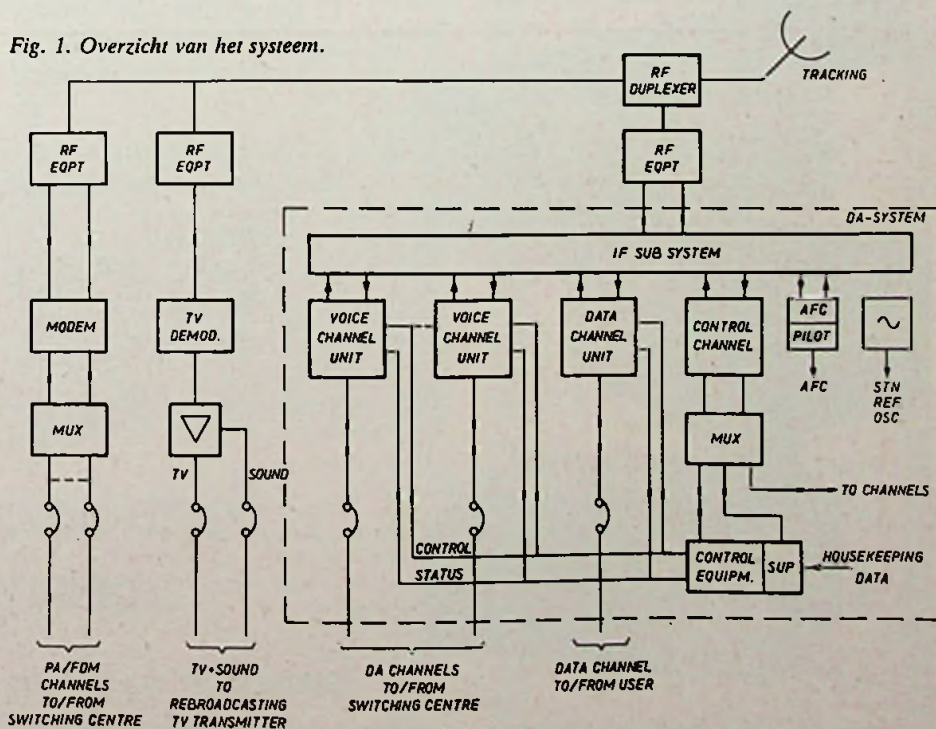 Fig. 1. Overzicht van het systeem.
RF
DUPLEXER
TRACKING
RF
EQPT
RF
EQPT
RF
EQPT
DA-SYSTEM
IF SUB SYSTEM
MODEM
TV
DEMOD.
VOICE
CHANNEL
UNIT
VOICE
CHANNEL
UNIT
DATA
CHANNEL
UNIT
CONTROL
CHANNEL
AFC
PILOT
AFC
STN
REF.
OSC
MUX
TV
SOUND
MUX
TO CHANNELS
CONTROL
STATUS
CONTROL
EQUIPM.
SUP
HOUSEKEEPING
DATA
PA/FDM
CHANNELS
TO/FROM
SWITCHING CENTRE
TV+SOUND
TO
REBROADCASTING
TV TRANSMITTER
DA CHANNELS
TO/FROM
SWITCHING CENTRE
DATA CHANNEL
TO/FROM USER